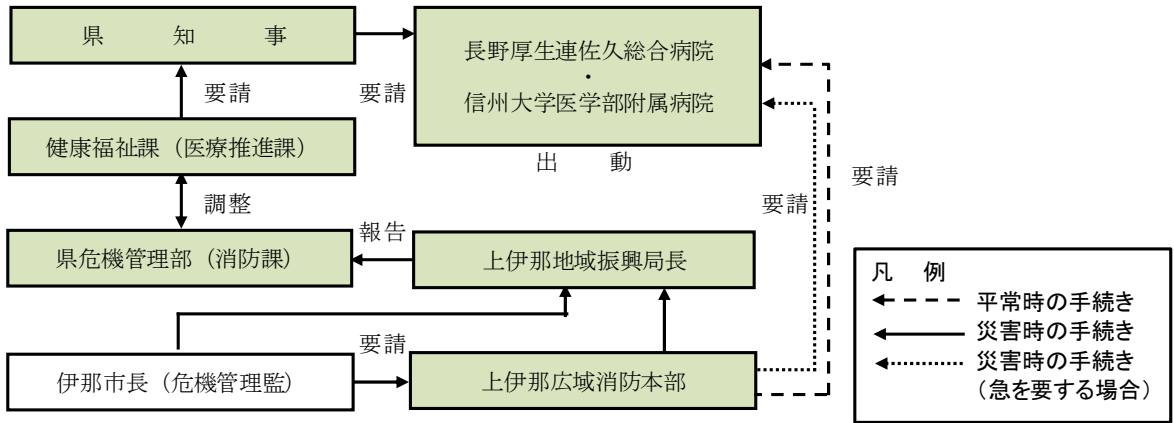 県　知　事
長野厚生連佐久総合病院
・
信州大学医学部附属病院
要請
要請
健康福祉課（医療推進課）
出　動
要請
要請
調整
報告
県危機管理部（消防課）
上伊那地域振興局長
要請
伊那市長（危機管理監）
上伊那広域消防本部
凡　例
平常時の手続き
災害時の手続き
災害時の手続き
（急を要する場合）